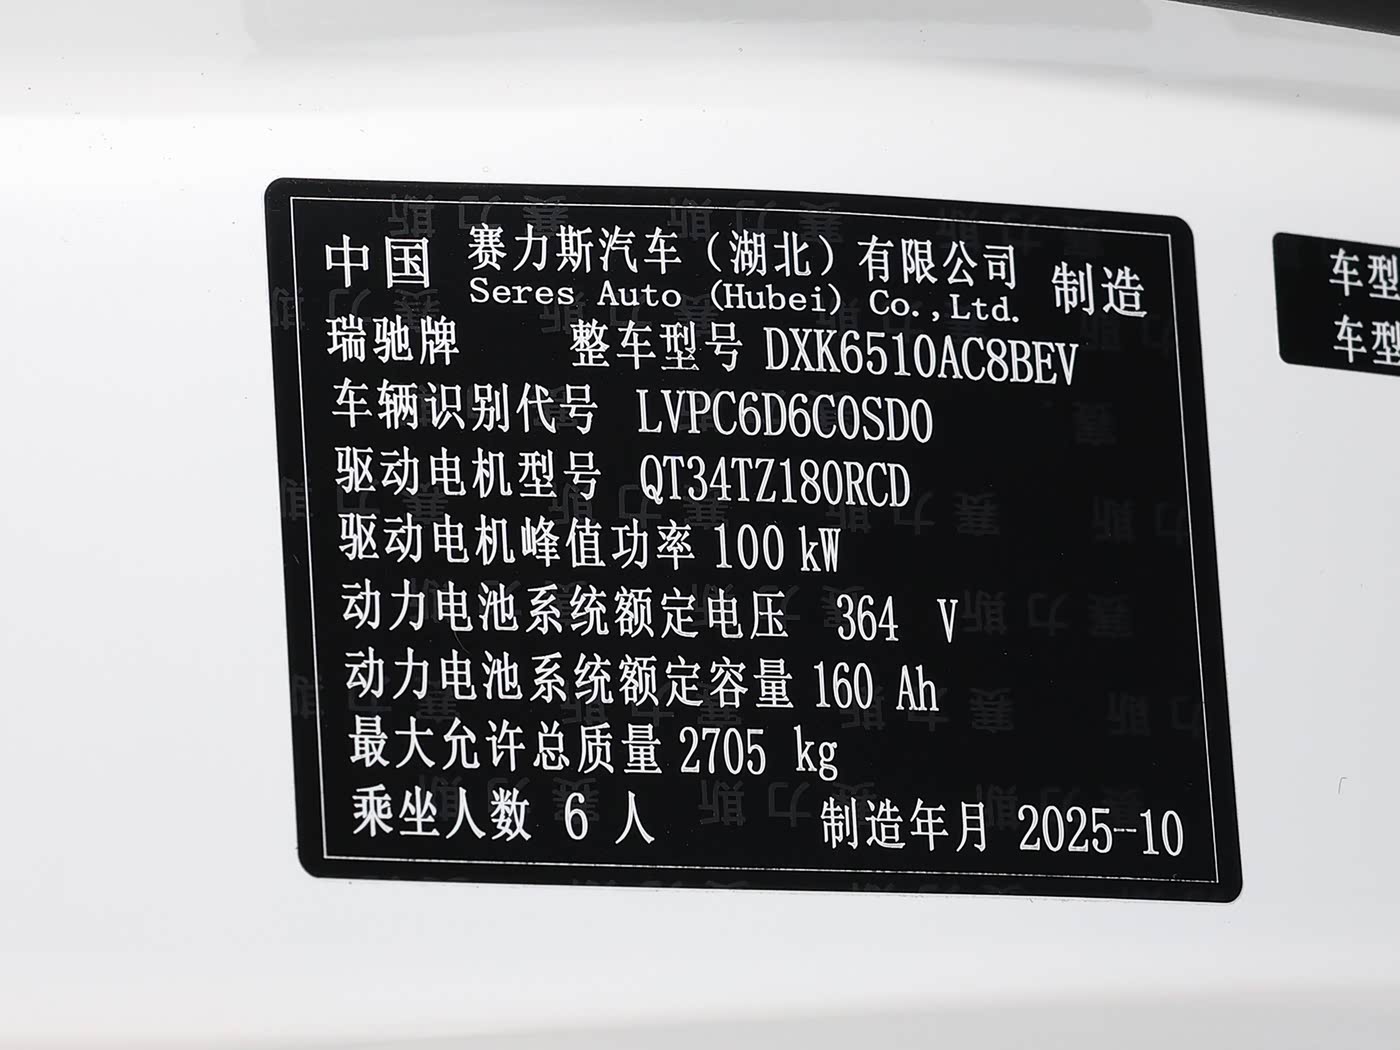 中国 赛力斯汽车（湖北）有限公司 制造
Seres Auto (Hubei) Co.,Ltd.
瑞驰牌 整车型号 DXK6510AC8BEV
车辆识别代号 LVPC6D6C0SD0
驱动电机型号 QT34TZ180RCD
驱动电机峰值功率 100 kW
动力电池系统额定电压 364 V
动力电池系统额定容量 160 Ah
最大允许总质量 2705 kg
乘坐人数 6 人 制造年月 2025-10
车型
车型